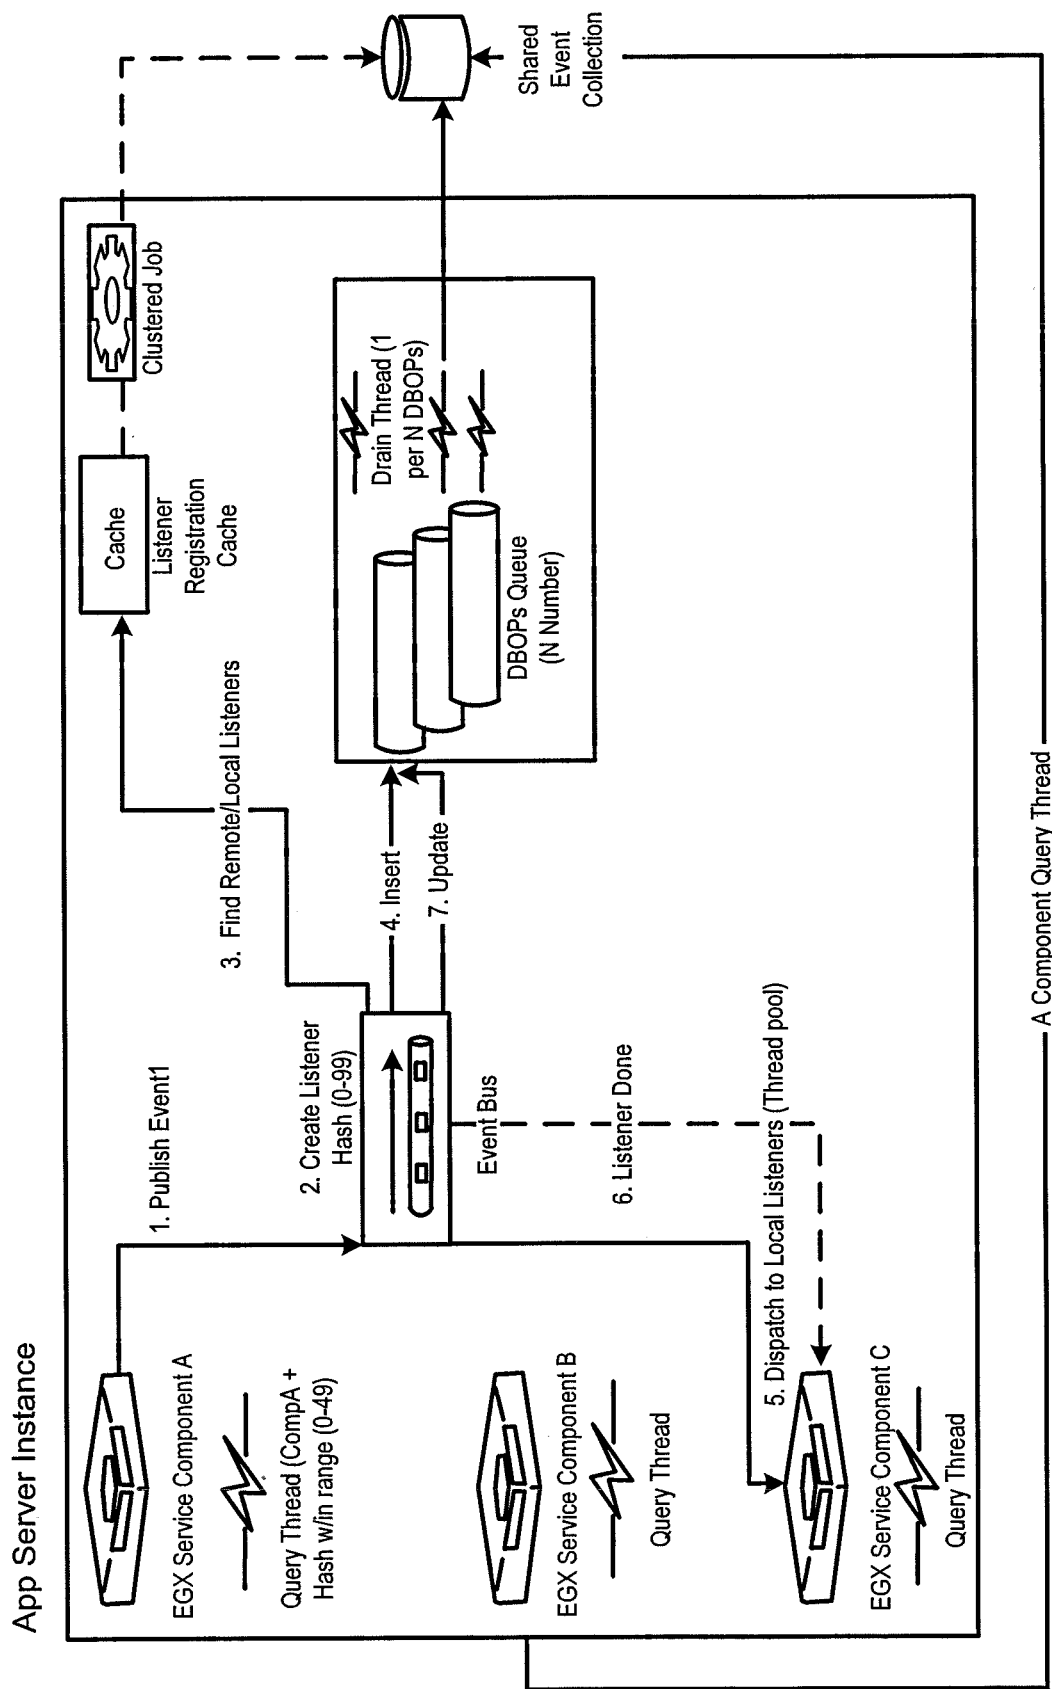 App Server Instance
EGX Service Component A
Query Thread (CompA +
Hash w/in range (0-49)
1. Publish Event1
2. Create Listener
Hash (0-99)
3. Find Remote/Local Listeners
Cache
Listener
Registration
Cache
Clustered Job
Shared
Event
Collection
4. Insert
7. Update
Drain Thread (1
per N DBOPs)
DBOPs Queue
(N Number)
Event Bus
6. Listener Done
5. Dispatch to Local Listeners (Thread pool)
EGX Service Component B
Query Thread
EGX Service Component C
Query Thread
A Component Query Thread